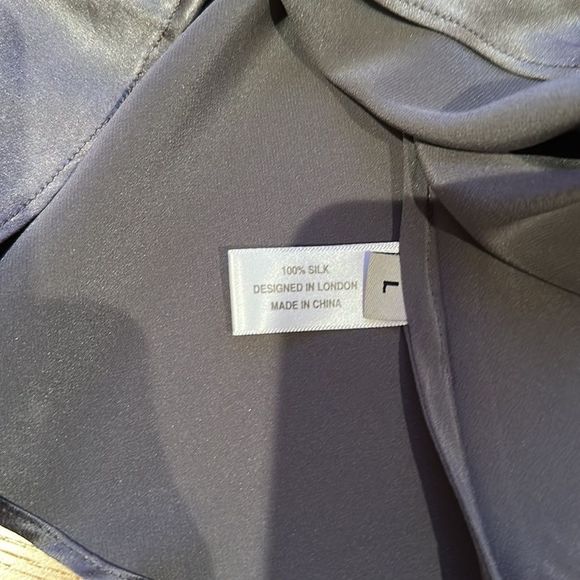 100% SILK
DESIGNED IN LONDON
MADE IN CHINA
L